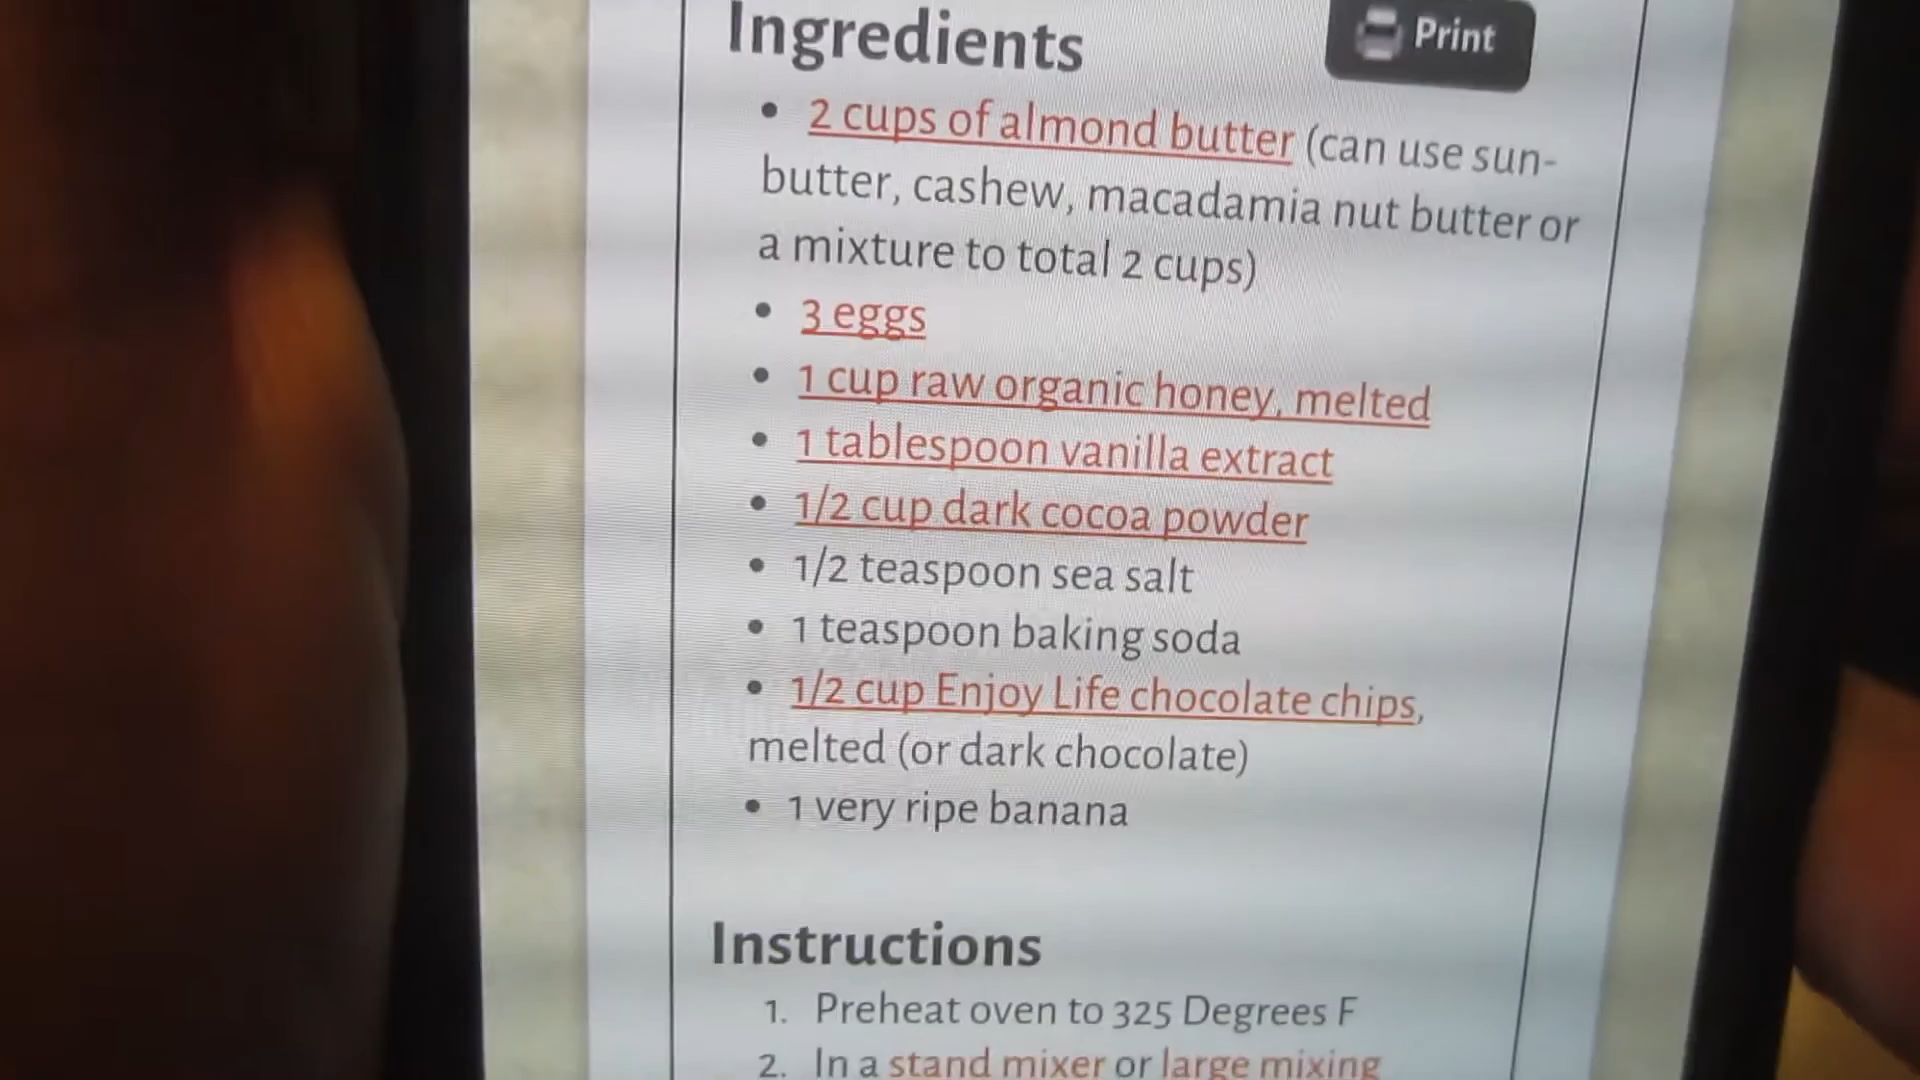 Ingredients
Print
• 2 cups of almond butter (can use sun-
butter, cashew, macadamia nut butter or
a mixture to total 2 cups)
• 3 eggs
• 1 cup raw organic honey, melted
• 1 tablespoon vanilla extract
• 1/2 cup dark cocoa powder
• 1/2 teaspoon sea salt
• 1 teaspoon baking soda
• 1/2 cup Enjoy Life chocolate chips,
melted (or dark chocolate)
• 1 very ripe banana
Instructions
1. Preheat oven to 325 Degrees F
2. In a stand mixer or large mixing